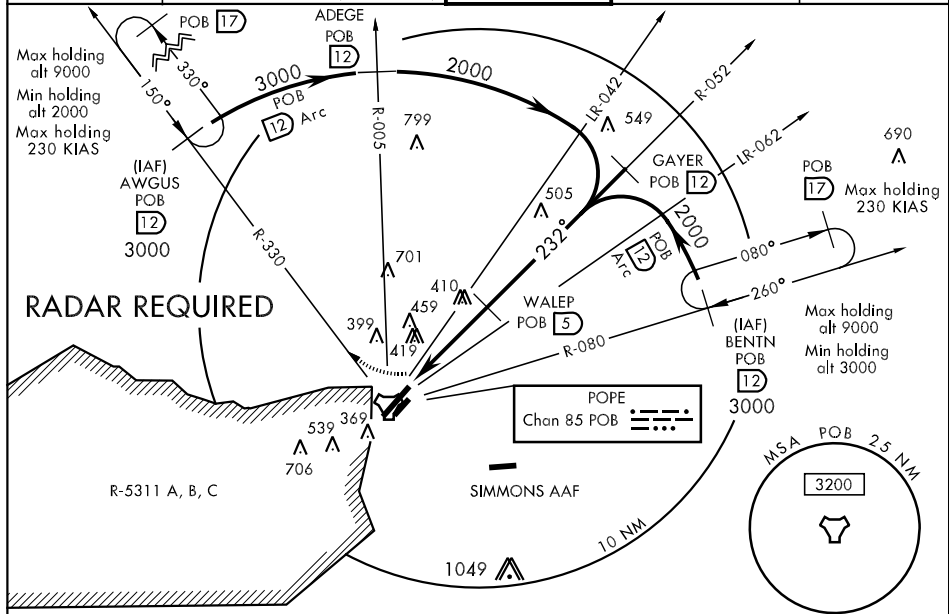 POB 17
ADEGE
POB
12
Max holding
alt 9000
Min holding
alt 2000
Max holding
230 KIAS
330°
150°
3000
POB
12 Arc
2000
R-005
LR-042
R-052
LR-062
799
549
690
(IAF)
AWGUS
POB
12
3000
GAYER
POB 12
POB
17
Max holding
230 KIAS
505
232°
2000
POB
12
Arc
080°
260°
R-330
701
RADAR REQUIRED
410
459
399
419
WALEP
POB 5
R-080
(IAF)
BENTN
POB
12
3000
Max holding
alt 9000
Min holding
alt 3000
POPE
Chan 85 POB
369
539
706
R-5311 A, B, C
SIMMONS AAF
10 NM
1049
MSA POB 25 NM
3200